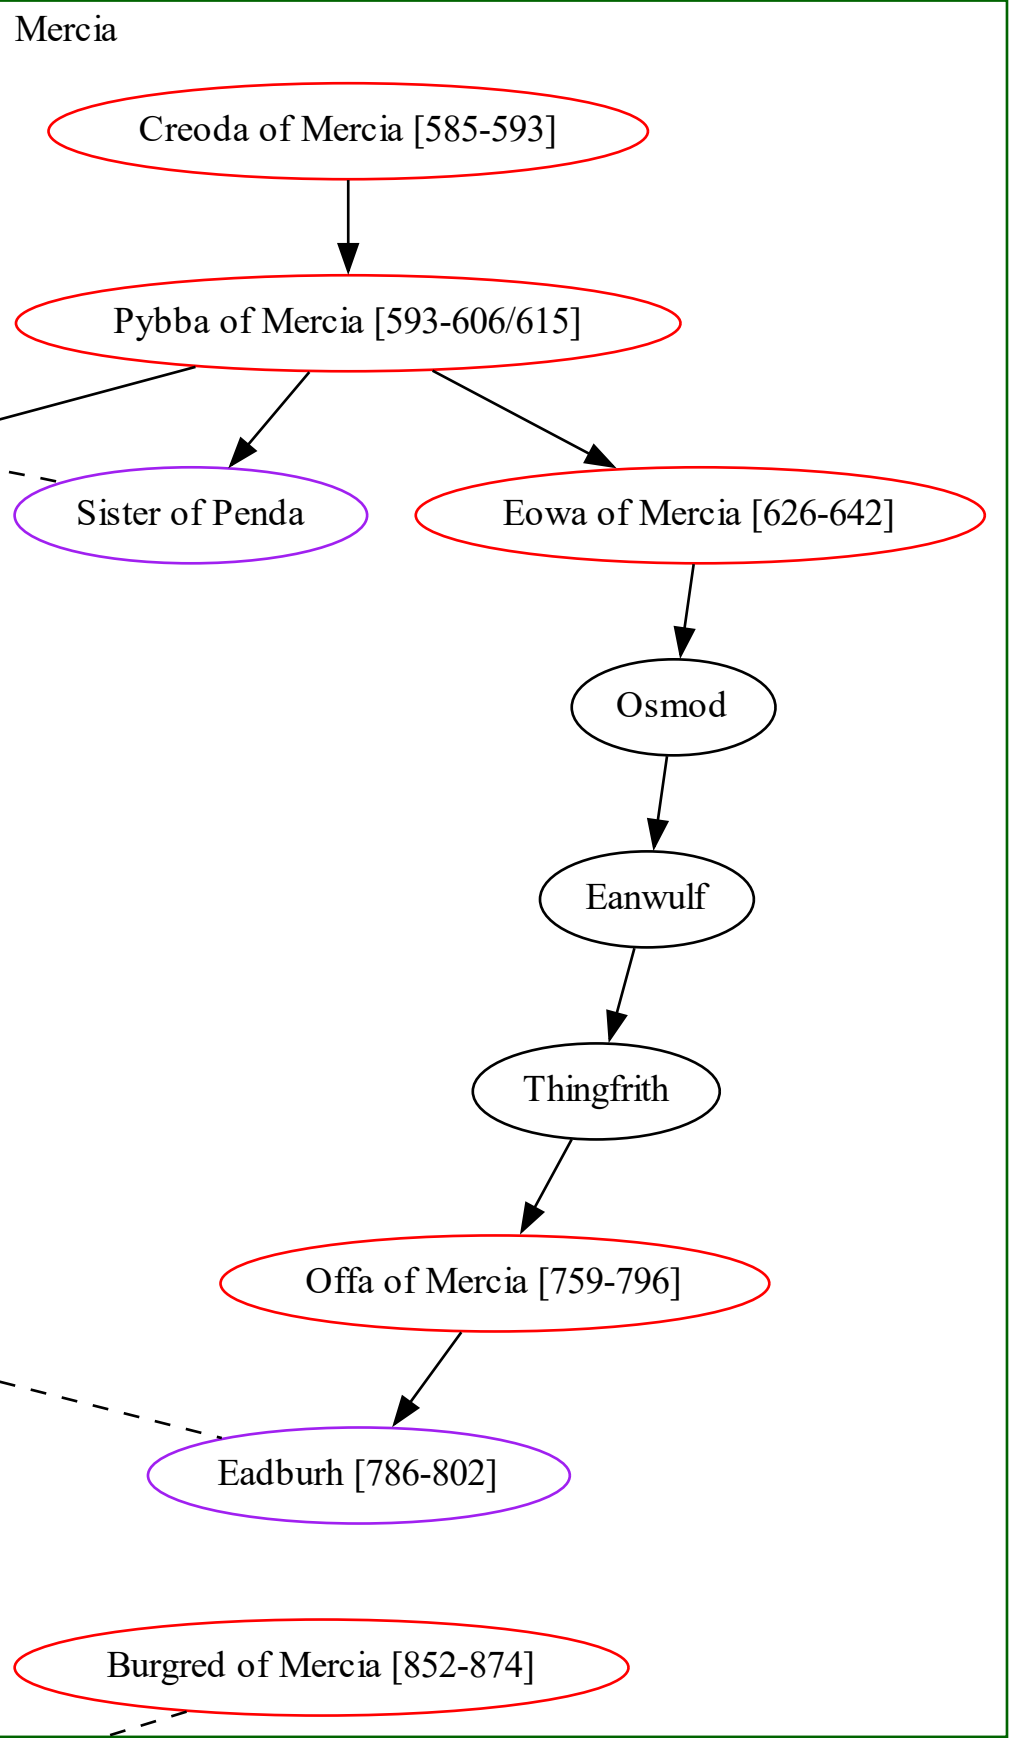 Mercia
Creoda of Mercia [585-593]
Pybba of Mercia [593-606/615]
Sister of Penda
Eowa of Mercia [626-642]
Osmod
Eanwulf
Thingfrith
Offa of Mercia [759-796]
Eadburh [786-802]
Burgred of Mercia [852-874]